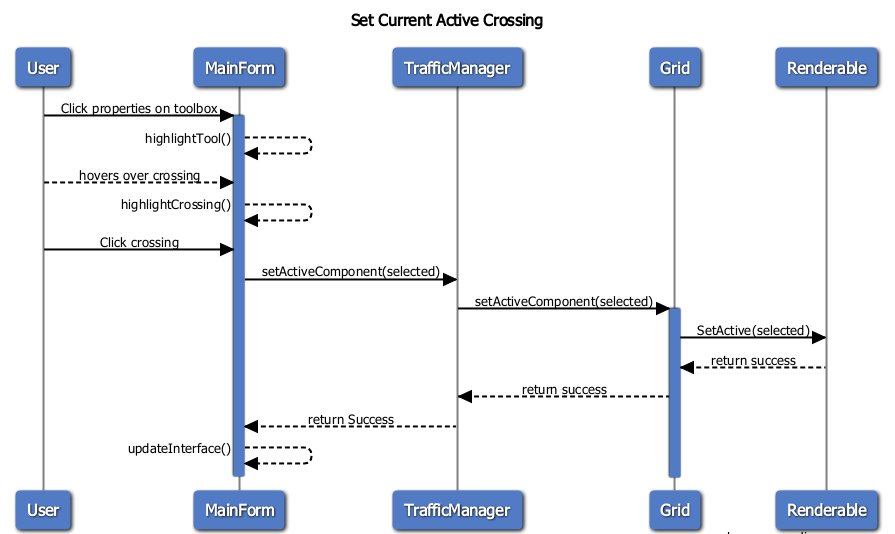 Set Current Active Crossing
User MainForm TrafficManager Grid Renderable
Click properties on toolbox
highlightTool()
hovers over crossing
highlightCrossing()
Click crossing
setActiveComponent(selected)
setActiveComponent(selected)
SetActive(selected)
return success
return success
return Success
updateInterface()
User MainForm TrafficManager Grid Renderable